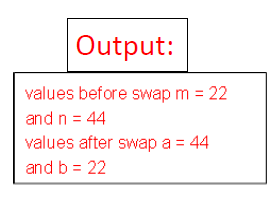 Output:
values before swap m = 22
and n = 44
values after swap a = 44
and b = 22